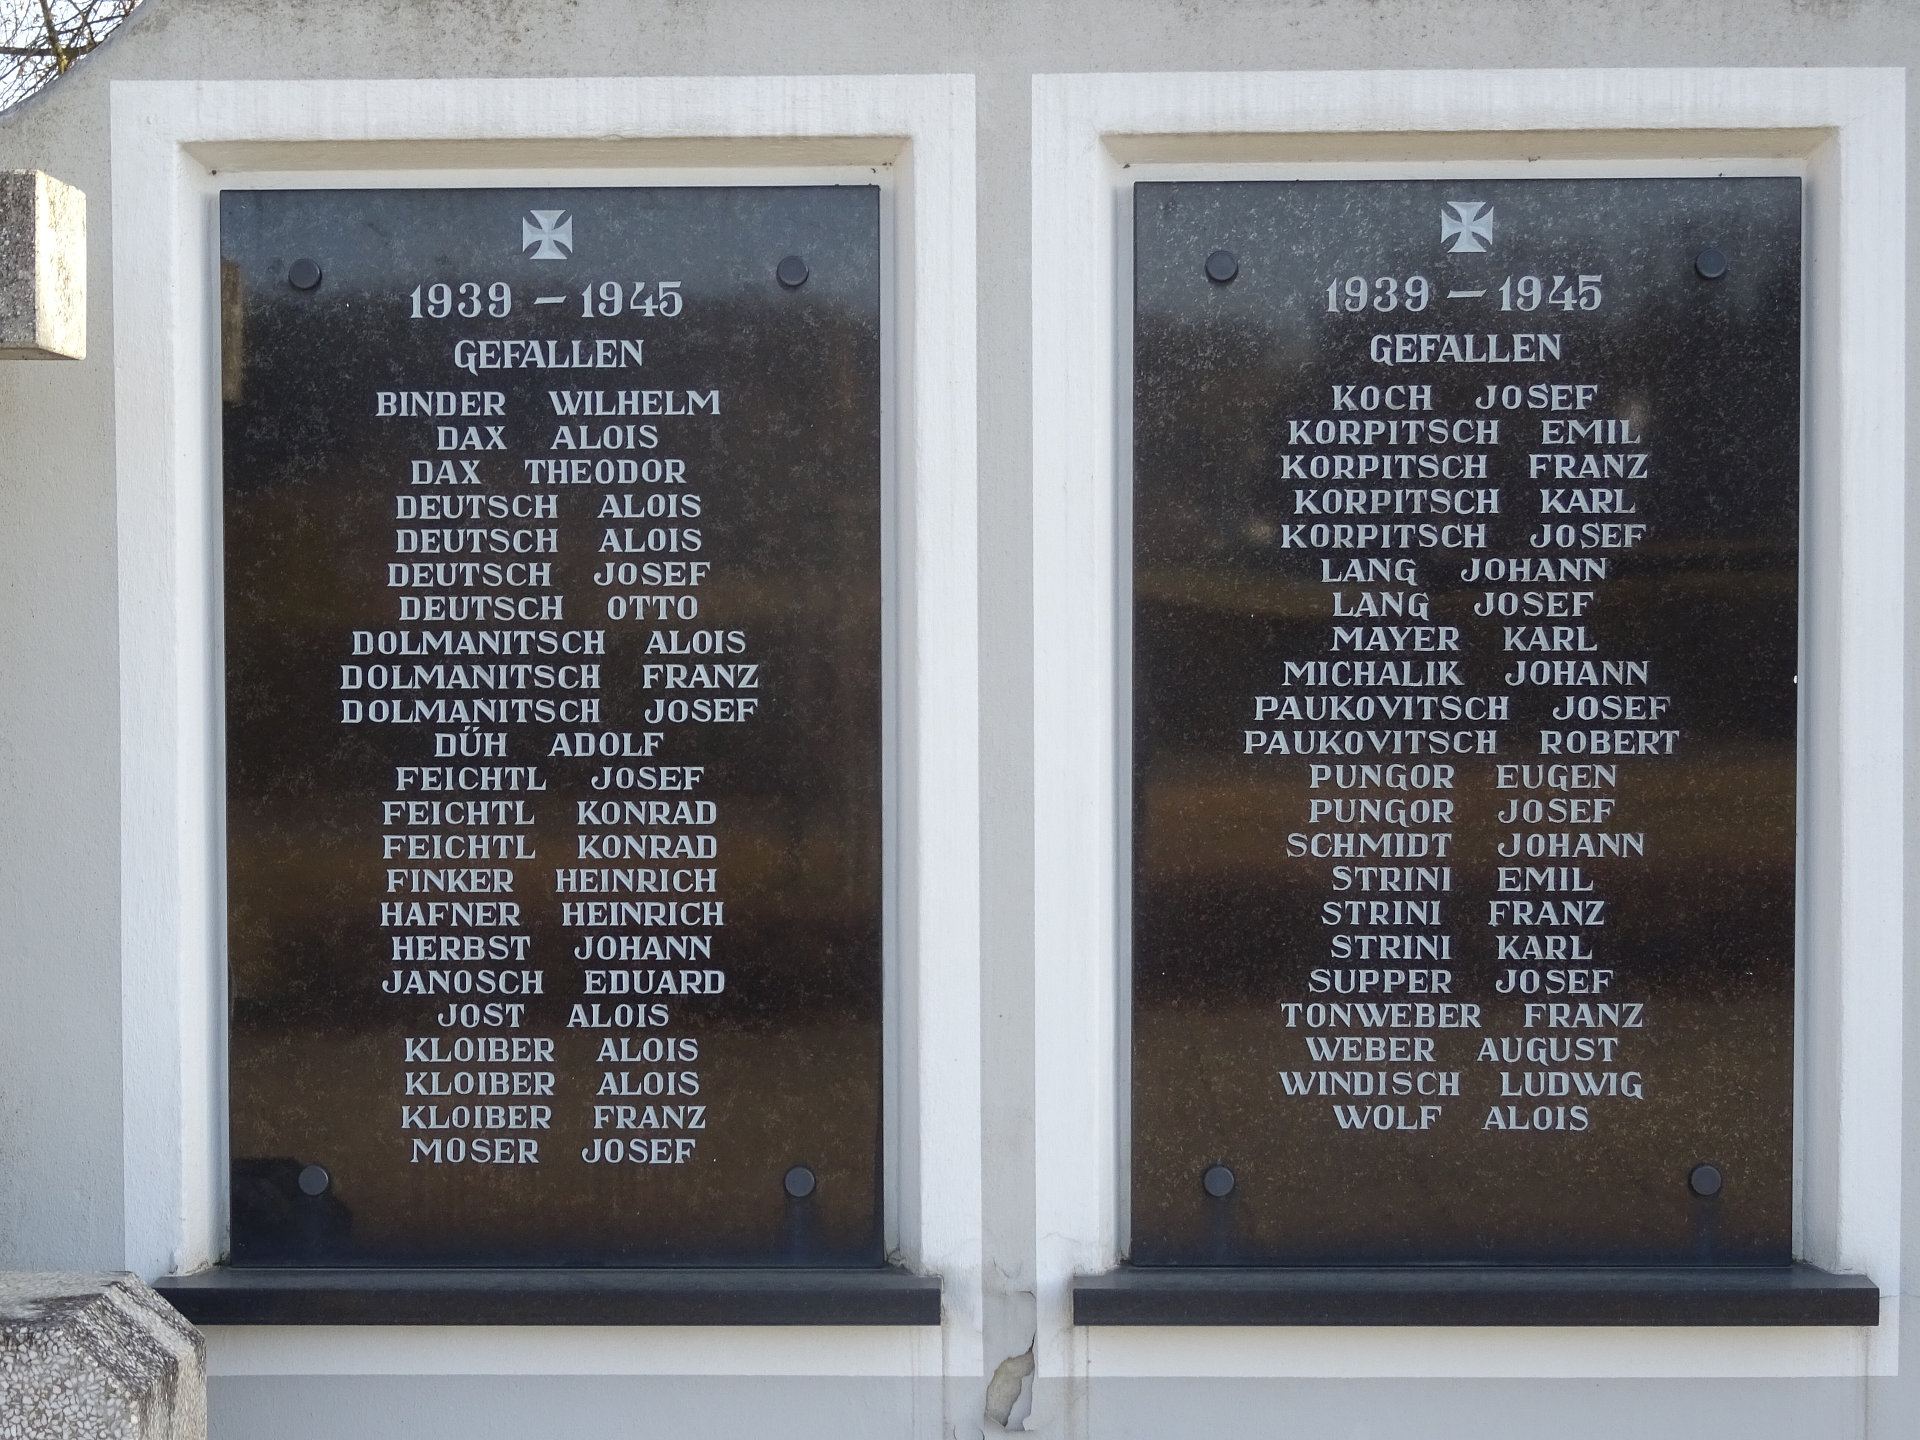 1939 – 1945
GEFALLEN
BINDER WILHELM
DAX ALOIS
DAX THEODOR
DEUTSCH ALOIS
DEUTSCH ALOIS
DEUTSCH JOSEF
DEUTSCH OTTO
DOLMANITSCH ALOIS
DOLMANITSCH FRANZ
DOLMANITSCH JOSEF
DŰH ADOLF
FEICHTL JOSEF
FEICHTL KONRAD
FEICHTL KONRAD
FINKER HEINRICH
HAFNER HEINRICH
HERBST JOHANN
JANOSCH EDUARD
JOST ALOIS
KLOIBER ALOIS
KLOIBER ALOIS
KLOIBER FRANZ
MOSER JOSEF
1939 – 1945
GEFALLEN
KOCH JOSEF
KORPITSCH EMIL
KORPITSCH FRANZ
KORPITSCH KARL
KORPITSCH JOSEF
LANG JOHANN
LANG JOSEF
MAYER KARL
MICHALIK JOHANN
PAUKOVITSCH JOSEF
PAUKOVITSCH ROBERT
PUNGOR EUGEN
PUNGOR JOSEF
SCHMIDT JOHANN
STRINI EMIL
STRINI FRANZ
STRINI KARL
SUPPER JOSEF
TONWEBER FRANZ
WEBER AUGUST
WINDISCH LUDWIG
WOLF ALOIS